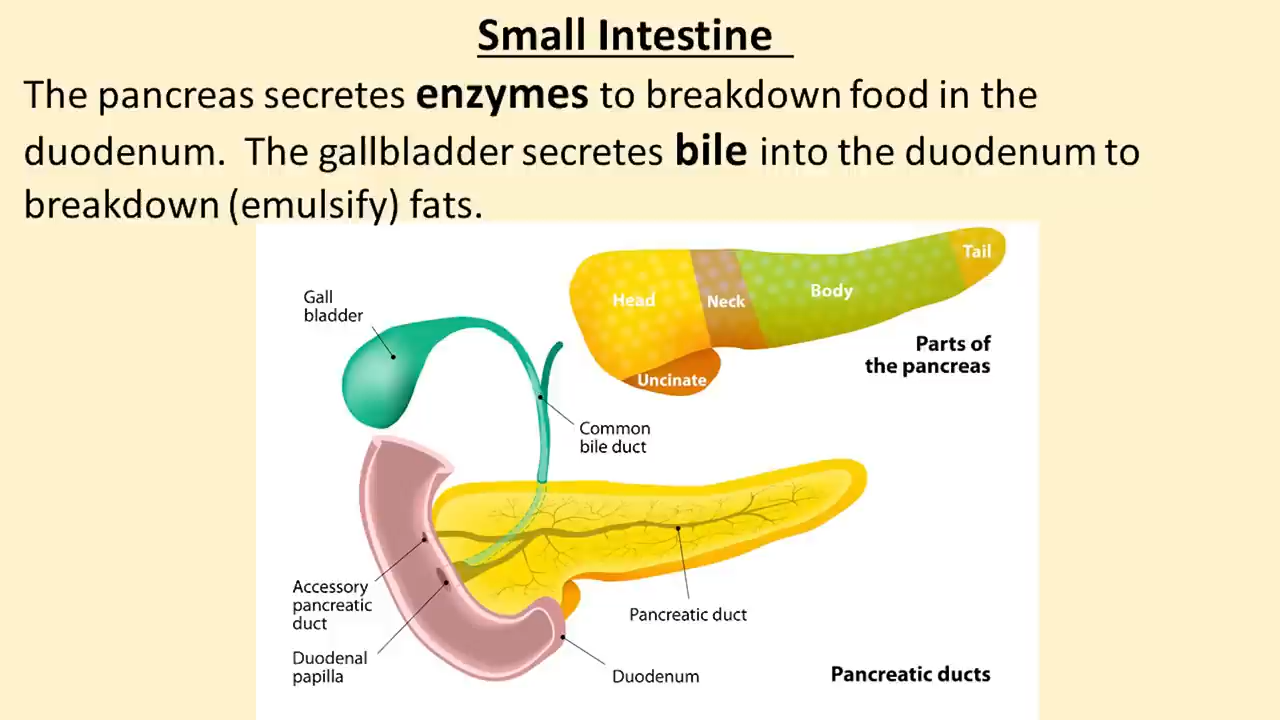 Small Intestine
The pancreas secretes enzymes to breakdown food in the
duodenum. The gallbladder secretes bile into the duodenum to
breakdown (emulsify) fats.
Tail
Head
Neck
Body
Uncinate
Parts of
the pancreas
Gall
bladder
Common
bile duct
Accessory
pancreatic
duct
Duodenal
papilla
Pancreatic duct
Duodenum
Pancreatic ducts